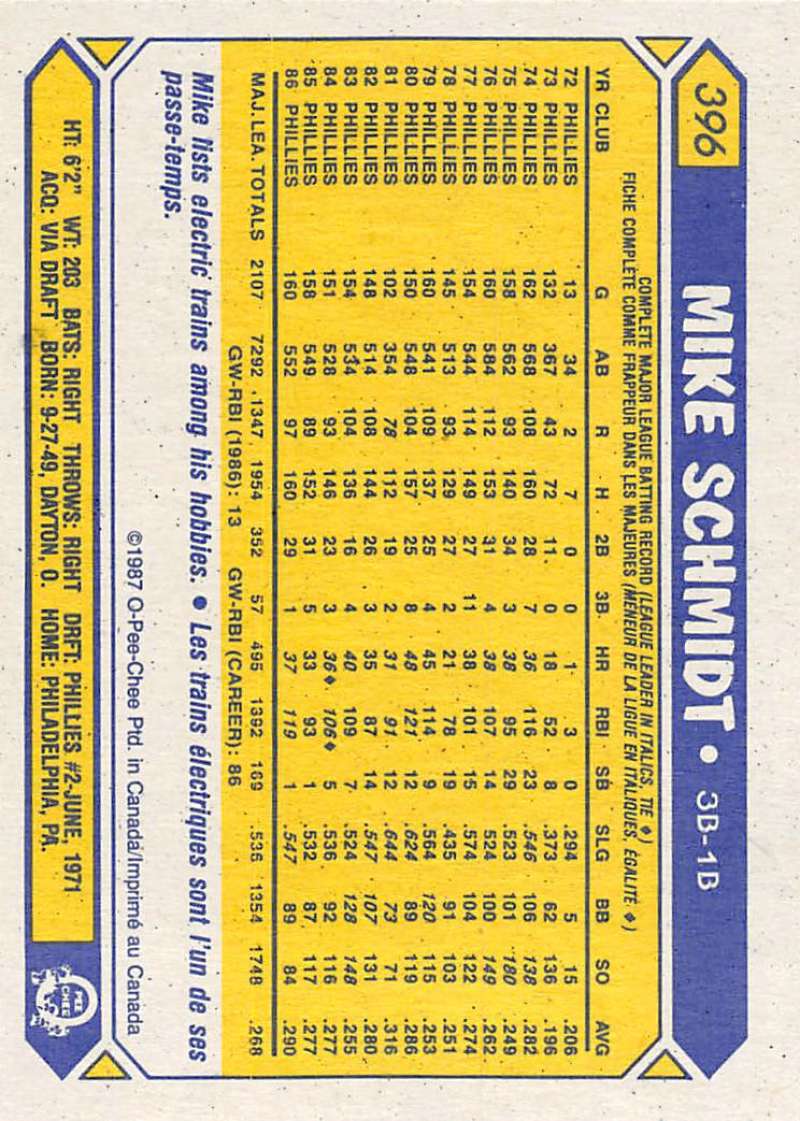 396 MIKE SCHMIDT • 3B-1B
COMPLETE MAJOR LEAGUE BATTING RECORD (LEAGUE LEADER IN ITALICS, TIE ♦)
FICHE COMPLÈTE COMME FRAPPEUR DANS LES MAJEURES (MENEUR DE LA LIGUE EN ITALIQUES, ÉGALITÉ ♦)
YR CLUB G AB R H 2B 3B HR RBI SB SLG BB SO AVG
72 PHILLIES 13 34 2 7 0 0 1 3 0 .294 5 15 .206
73 PHILLIES 132 367 43 72 11 0 18 52 8 .373 62 136 .196
74 PHILLIES 162 568 108 160 28 7 36 116 23 .546 106 138 .282
75 PHILLIES 158 562 93 140 34 3 38 95 29 .523 101 180 .249
76 PHILLIES 160 584 112 153 31 4 38 107 14 .524 100 149 .262
77 PHILLIES 154 544 114 149 27 11 38 101 15 .574 104 122 .274
78 PHILLIES 145 513 93 129 27 2 21 78 19 .435 91 103 .251
79 PHILLIES 160 541 109 137 25 4 45 114 9 .564 120 115 .253
80 PHILLIES 150 548 104 157 25 8 48 121 12 .624 89 119 .286
81 PHILLIES 102 354 78 112 19 2 31 91 12 .644 73 71 .316
82 PHILLIES 148 514 108 144 26 3 35 87 14 .547 107 131 .280
83 PHILLIES 154 534 104 136 16 4 40 109 7 .524 128 148 .255
84 PHILLIES 151 528 93 146 23 3 36♦ 106♦ 5 .536 92 116 .277
85 PHILLIES 158 549 89 152 31 5 33 93 1 .532 87 117 .277
86 PHILLIES 160 552 97 160 29 1 37 119 1 .547 89 84 .290
MAJ. LEA. TOTALS 2107 7292 1347 1954 352 57 495 1392 169 .535 1354 1748 .268
GW-RBI (1986): 13 GW-RBI (CAREER): 86
Mike lists electric trains among his hobbies. • Les trains électriques sont l'un de ses
passe-temps.
©1987 O-Pee-Chee Ptd. in Canada/Imprimé au Canada
HT: 6'2" WT: 203 BATS: RIGHT THROWS: RIGHT DRFT: PHILLIES #2-JUNE, 1971
ACQ: VIA DRAFT BORN: 9-27-49, DAYTON, O. HOME: PHILADELPHIA, PA.
O PEE CHEE